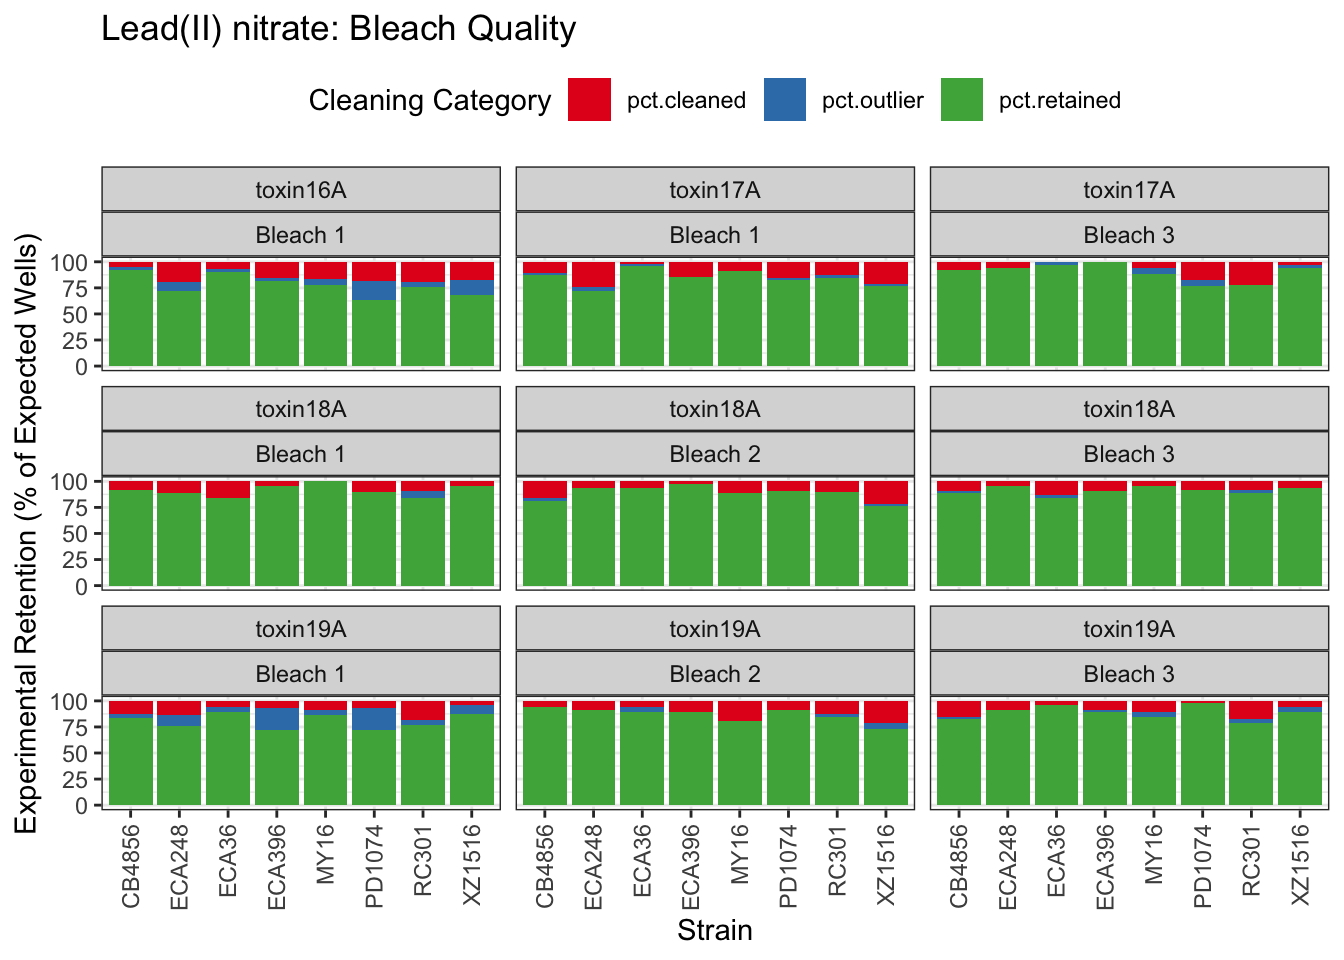 Lead(II) nitrate: Bleach Quality
Cleaning Category pct.cleaned pct.outlier pct.retained
Experimental Retention (% of Expected Wells)
toxin16A toxin17A toxin17A
Bleach 1 Bleach 1 Bleach 3
100
75
50
25
0
toxin18A toxin18A toxin18A
Bleach 1 Bleach 2 Bleach 3
100
75
50
25
0
toxin19A toxin19A toxin19A
Bleach 1 Bleach 2 Bleach 3
100
75
50
25
0
CB4856 ECA248 ECA36 ECA396 MY16 PD1074 RC301 XZ1516 CB4856 ECA248 ECA36 ECA396 MY16 PD1074 RC301 XZ1516 CB4856 ECA248 ECA36 ECA396 MY16 PD1074 RC301 XZ1516
Strain